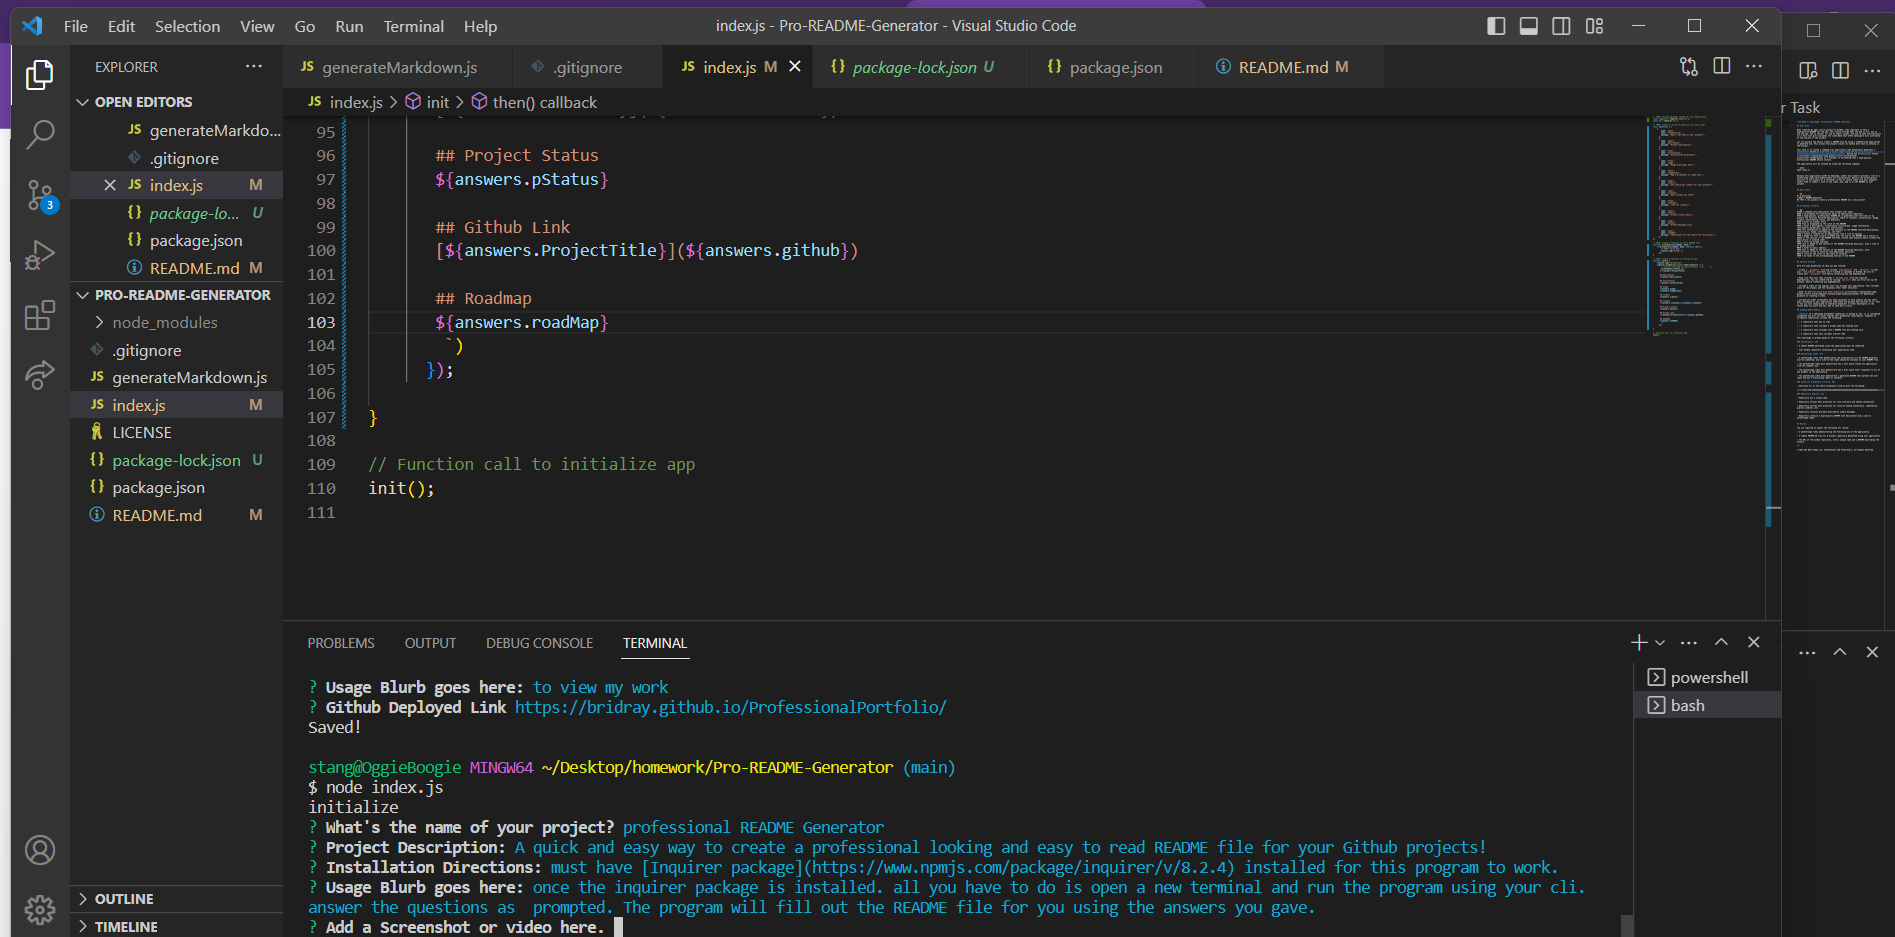 File Edit Selection View Go Run Terminal Help
index.js - Pro-README-Generator - Visual Studio Code
EXPLORER
OPEN EDITORS
JS generateMarkdo...
.gitignore
JS index.js M
{} package-lo... U
{} package.json
README.md M
PRO-README-GENERATOR
node_modules
.gitignore
JS generateMarkdown.js
JS index.js M
LICENSE
{} package-lock.json U
{} package.json
README.md M
OUTLINE
TIMELINE
3
JS generateMarkdown.js
.gitignore
JS index.js M
{} package-lock.json U
{} package.json
README.md M
JS index.js > init > then() callback
95
96 ## Project Status
97 ${answers.pStatus}
98
99 ## Github Link
100 [${answers.ProjectTitle}](${answers.github})
101
102 ## Roadmap
103 ${answers.roadMap}
104 `)
105 });
106
107 }
108
109 // Function call to initialize app
110 init();
111
r Task
PROBLEMS OUTPUT DEBUG CONSOLE TERMINAL
? Usage Blurb goes here: to view my work
? Github Deployed Link https://bridray.github.io/ProfessionalPortfolio/
Saved!
stang@OggieBoogie MINGW64 ~/Desktop/homework/Pro-README-Generator (main)
$ node index.js
initialize
? What's the name of your project? professional README Generator
? Project Description: A quick and easy way to create a professional looking and easy to read README file for your Github projects!
? Installation Directions: must have [Inquirer package](https://www.npmjs.com/package/inquirer/v/8.2.4) installed for this program to work.
? Usage Blurb goes here: once the inquirer package is installed. all you have to do is open a new terminal and run the program using your cli.
answer the questions as  prompted. The program will fill out the README file for you using the answers you gave.
? Add a Screenshot or video here.
powershell
bash